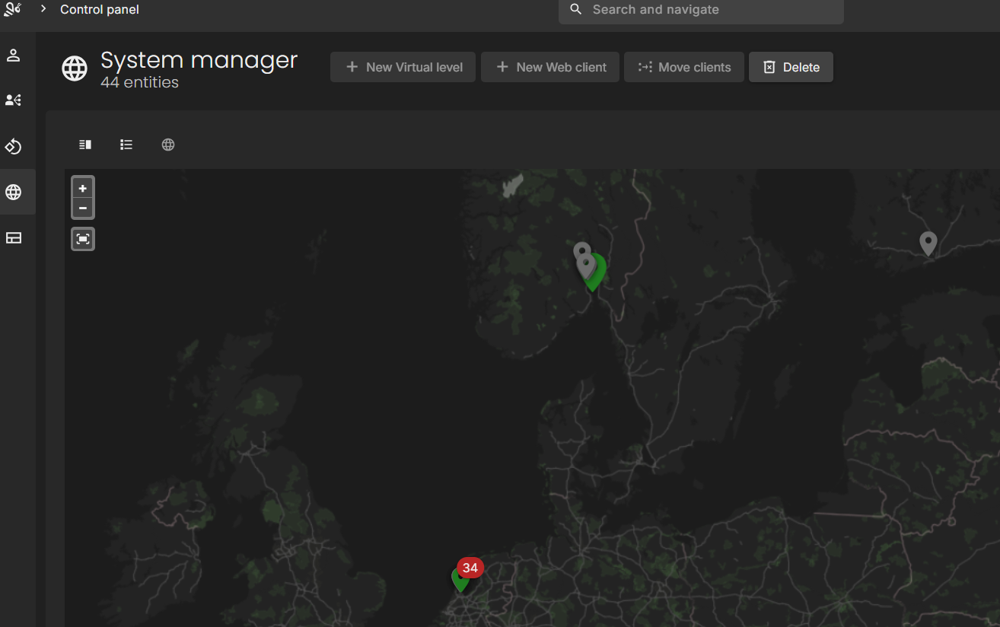 Control panel
Search and navigate
System manager
44 entities
New Virtual level
New Web client
Move clients
Delete
+
−
34